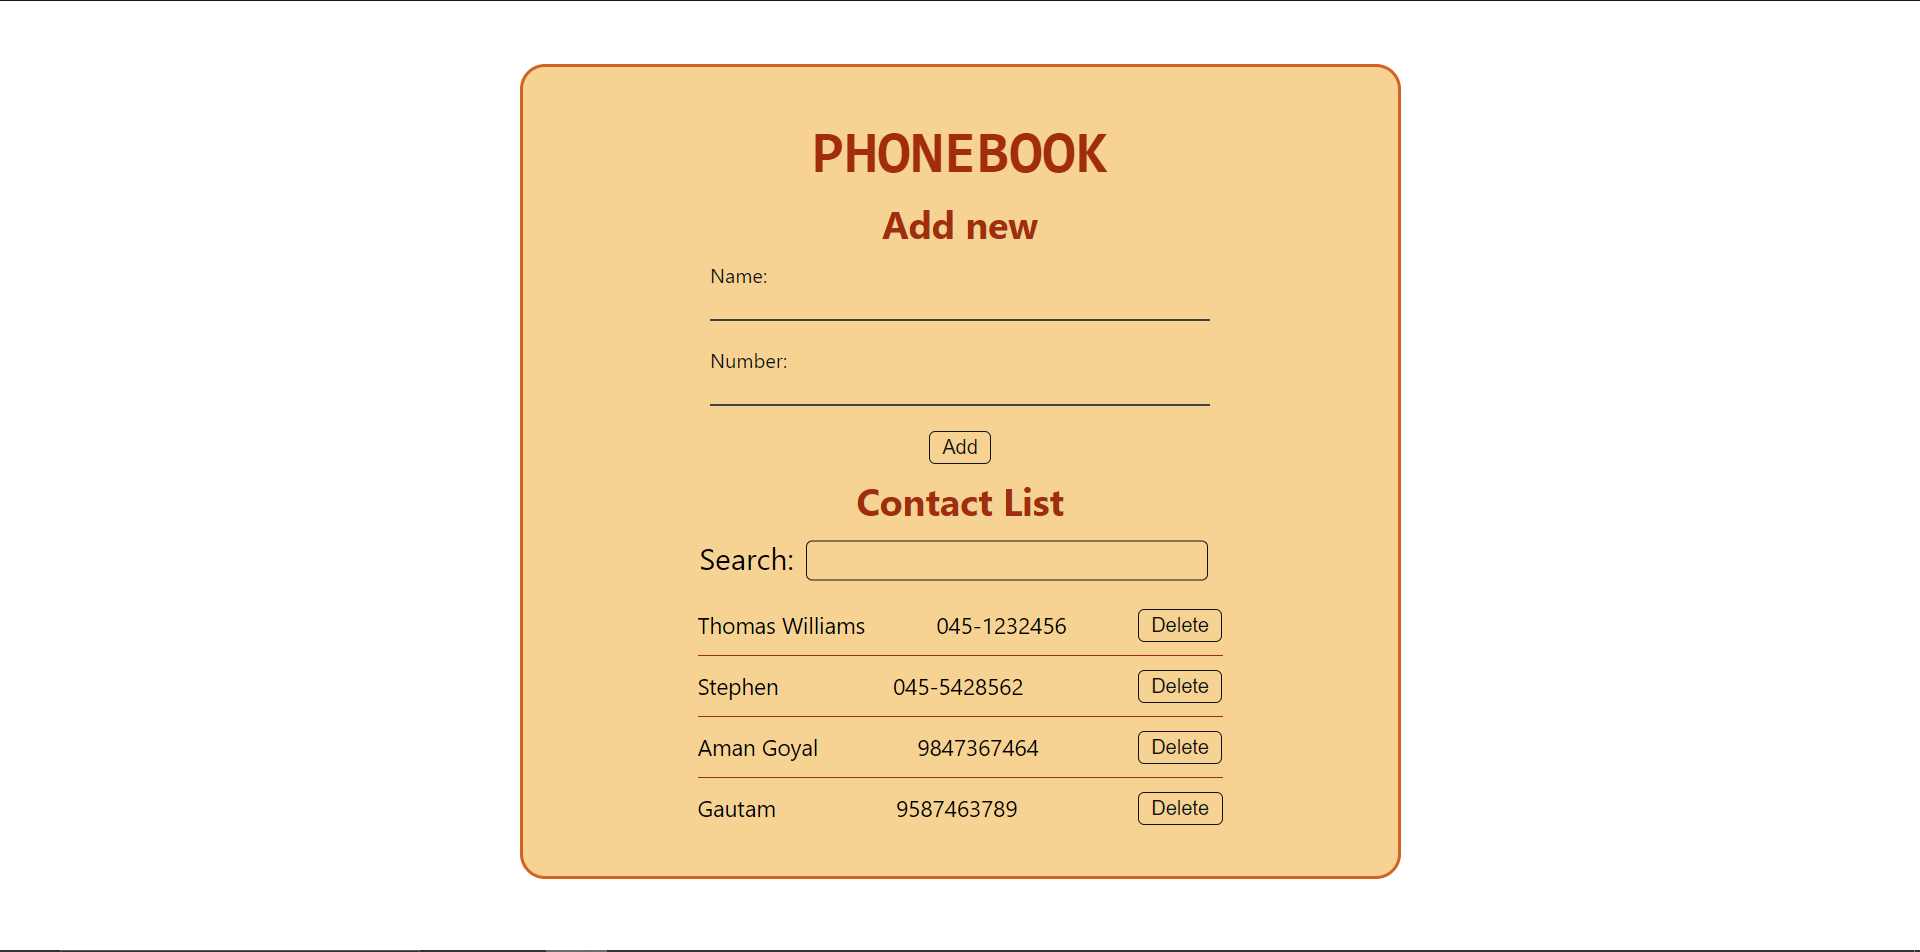 PHONEBOOK
Add new
Name:
Number:
Add
Contact List
Search:
Thomas Williams 045-1232456 Delete
Stephen 045-5428562 Delete
Aman Goyal 9847367464 Delete
Gautam 9587463789 Delete